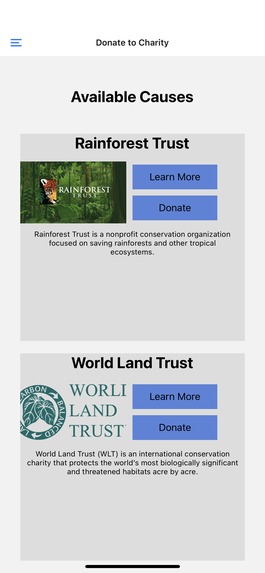 Donate to Charity
Available Causes
Rainforest Trust
RAINFOREST
TRUST
Learn More
Donate
Rainforest Trust is a nonprofit conservation organization
focused on saving rainforests and other tropical
ecosystems.
World Land Trust
CARBON
BALANCED
WORLD
LAND
TRUST
Learn More
Donate
World Land Trust (WLT) is an international conservation
charity that protects the world's most biologically significant
and threatened habitats acre by acre.